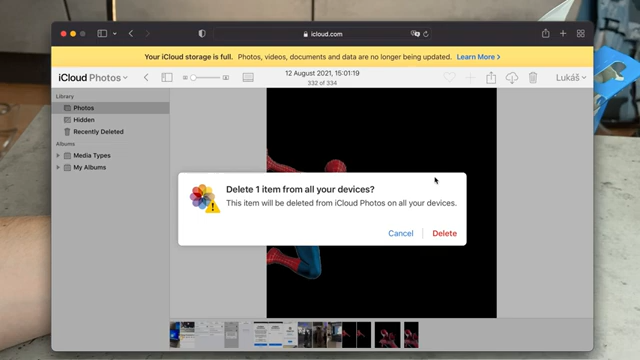 icloud.com
Your iCloud storage is full. Photos, videos, documents and data are no longer being updated. Learn More >
iCloud Photos
12 August 2021, 15:01:19
332 of 334
Lukáš
Library
Photos
Hidden
Recently Deleted
Albums
Media Types
My Albums
Delete 1 item from all your devices?
This item will be deleted from iCloud Photos on all your devices.
Cancel
Delete